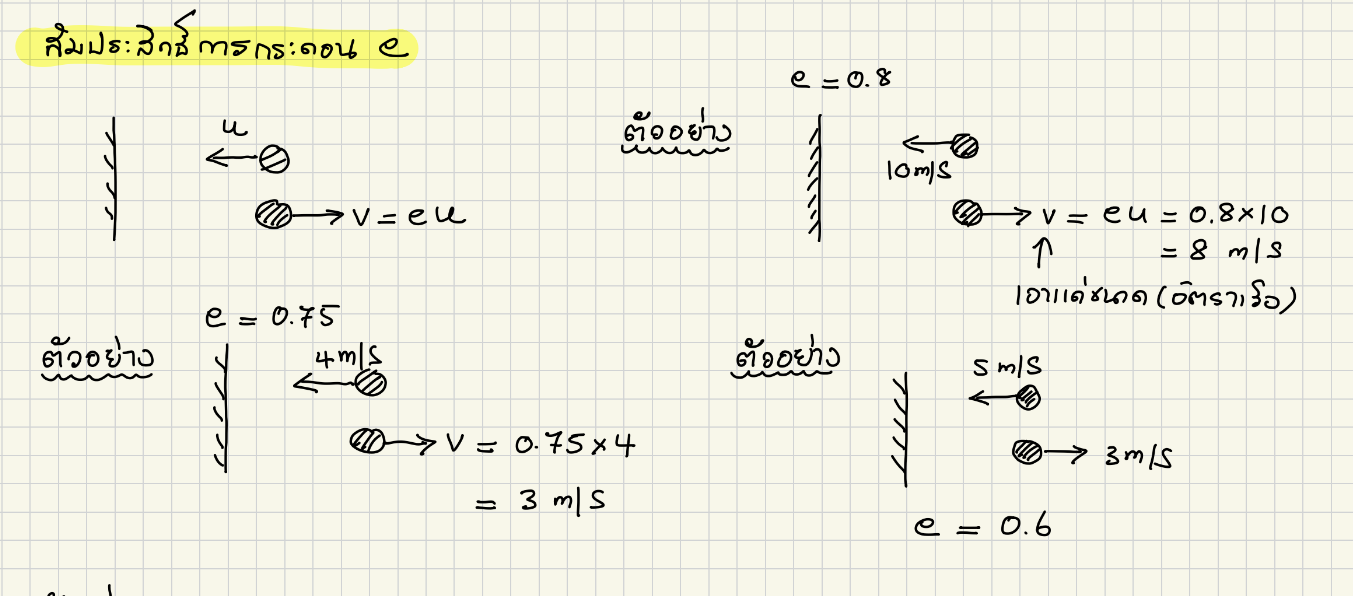 สัมประสิทธิ์การกระดอน e
u
v = eu
ตัวอย่าง
e = 0.8
10 m/s
v = eu = 0.8×10
= 8 m/s
↑
เอาแต่ขนาด (อัตราเร็ว)
ตัวอย่าง
e = 0.75
4 m/s
v = 0.75×4
= 3 m/s
ตัวอย่าง
5 m/s
3 m/s
e = 0.6